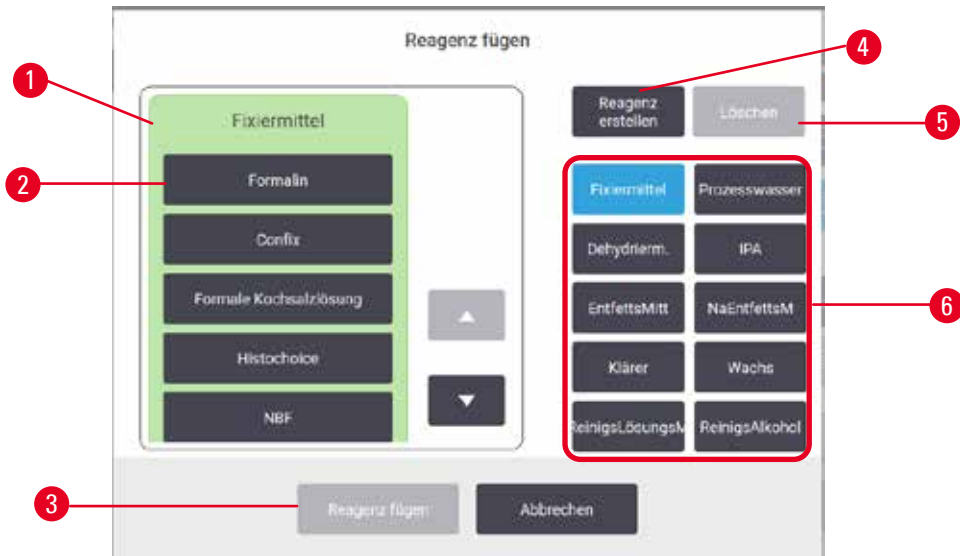 Reagenz fügen
4
1
Reagenz
erstellen
Löschen
5
Fixiermittel
2
Formalin
Fixiermittel
Prozesswasser
Confix
Dehydrierm.
IPA
Formale Kochsalzlösung
EntfettsMitt
NaEntfettsM
6
Histochoice
Klärer
Wachs
NBF
ReinigsLösungsM
ReinigsAlkohol
3
Reagenz fügen
Abbrechen